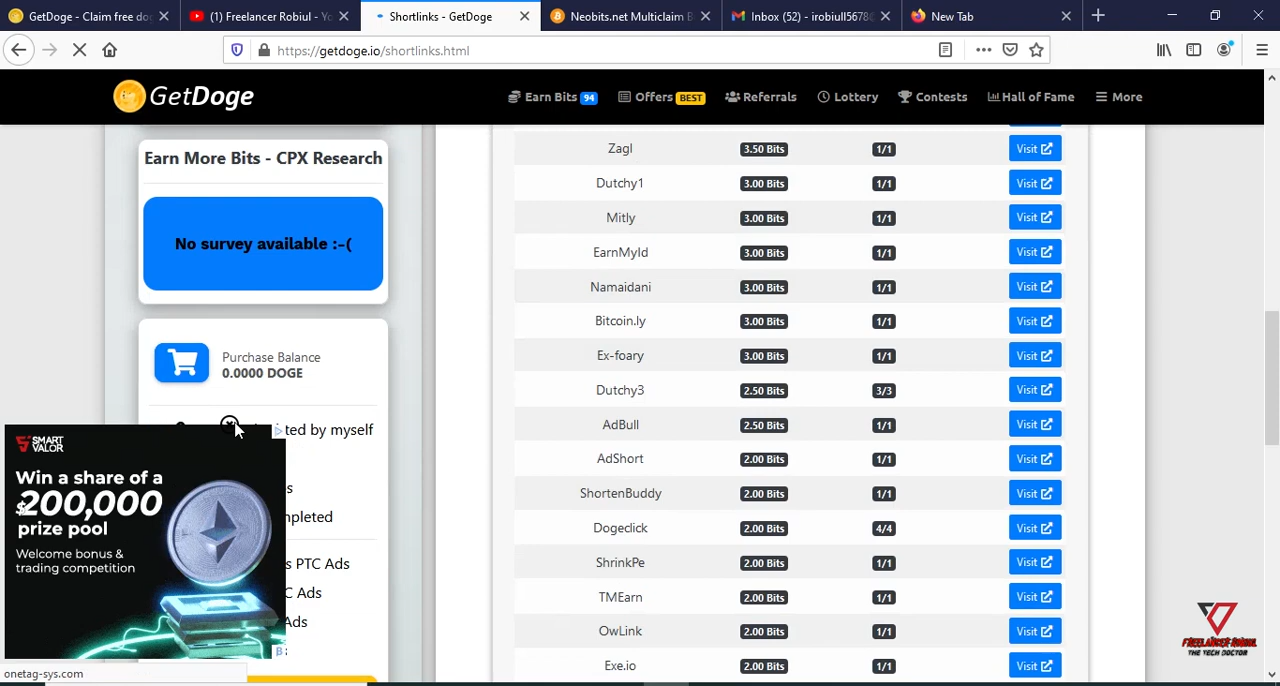 GetDoge - Claim free do
(1) Freelancer Robiul - Yo
Shortlinks - GetDoge
Neobits.net Multiclaim B
Inbox (52) - irobiull5678@
New Tab
https://getdoge.io/shortlinks.html
GetDoge
Earn Bits 94
Offers BEST
Referrals
Lottery
Contests
Hall of Fame
More
Earn More Bits - CPX Research
No survey available :-(
Purchase Balance
0.0000 DOGE
ted by myself
s
pleted
s PTC Ads
C Ads
Ads
SMART
VALOR
Win a share of a
$200,000
prize pool
Welcome bonus &
trading competition
Zagl 3.50 Bits 1/1 Visit
Dutchy1 3.00 Bits 1/1 Visit
Mitly 3.00 Bits 1/1 Visit
EarnMyId 3.00 Bits 1/1 Visit
Namaidani 3.00 Bits 1/1 Visit
Bitcoin.ly 3.00 Bits 1/1 Visit
Ex-foary 3.00 Bits 1/1 Visit
Dutchy3 2.50 Bits 3/3 Visit
AdBull 2.50 Bits 1/1 Visit
AdShort 2.00 Bits 1/1 Visit
ShortenBuddy 2.00 Bits 1/1 Visit
Dogeclick 2.00 Bits 4/4 Visit
ShrinkPe 2.00 Bits 1/1 Visit
TMEarn 2.00 Bits 1/1 Visit
OwLink 2.00 Bits 1/1 Visit
Exe.io 2.00 Bits 1/1 Visit
FREELANCER ROBIUL
THE TECH DOCTOR
onetag-sys.com